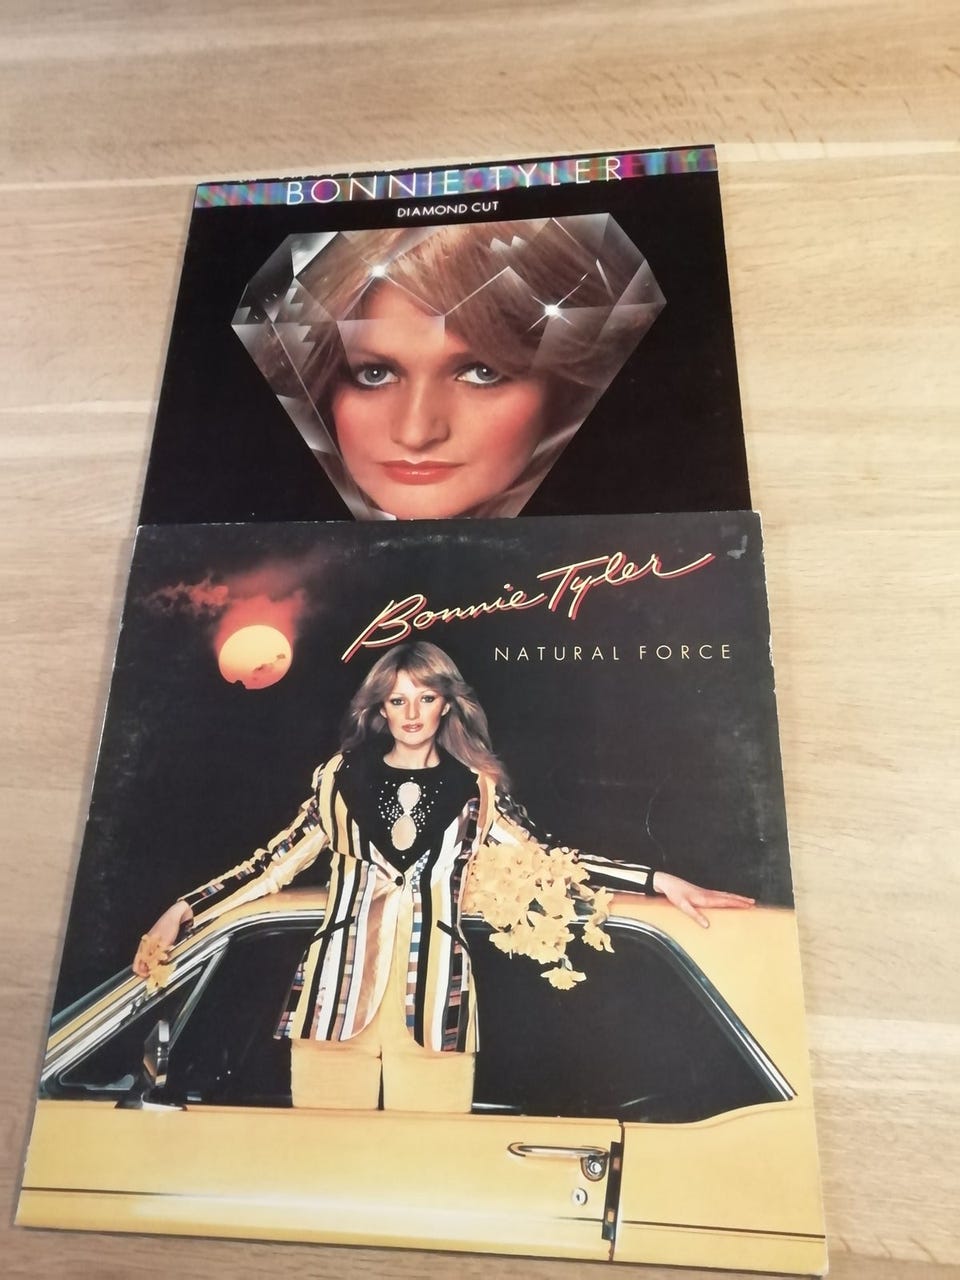 BONNIE TYLER
DIAMOND CUT
Bonnie Tyler
NATURAL FORCE